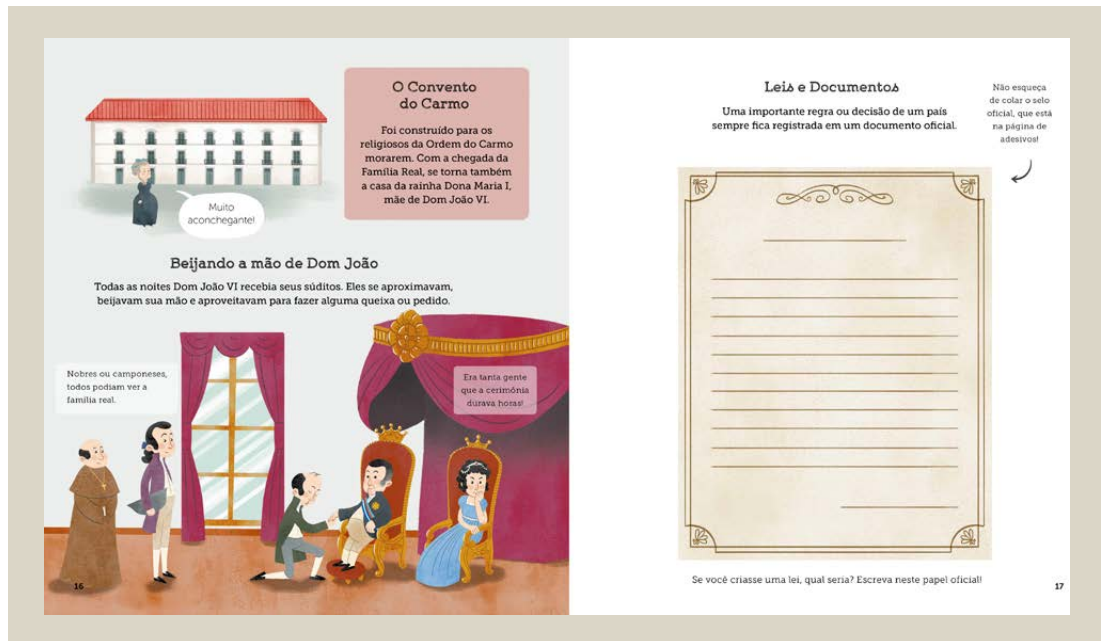 O Convento
do Carmo
Foi construído para os
religiosos da Ordem do Carmo
morarem. Com a chegada da
Família Real, se torna também
a casa da rainha Dona Maria I,
mãe de Dom João VI.
Muito
aconchegante!
Beijando a mão de Dom João
Todas as noites Dom João VI recebia seus súditos. Eles se aproximavam,
beijavam sua mão e aproveitavam para fazer alguma queixa ou pedido.
Nobres ou camponeses,
todos podiam ver a
família real.
Era tanta gente
que a cerimônia
durava horas!
16
Leis e Documentos
Uma importante regra ou decisão de um país
sempre fica registrada em um documento oficial.
Não esqueça
de colar o selo
oficial, que está
na página de
adesivos!
Se você criasse uma lei, qual seria? Escreva neste papel oficial!
17